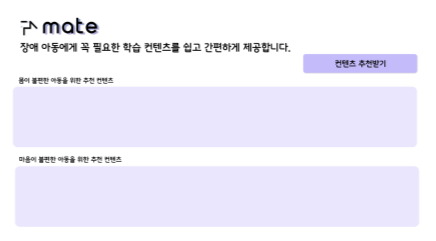 mate
장애 아동에게 꼭 필요한 학습 컨텐츠를 쉽고 간편하게 제공합니다.
컨텐츠 추천받기
몸이 불편한 아동을 위한 추천 컨텐츠
마음이 불편한 아동을 위한 추천 컨텐츠